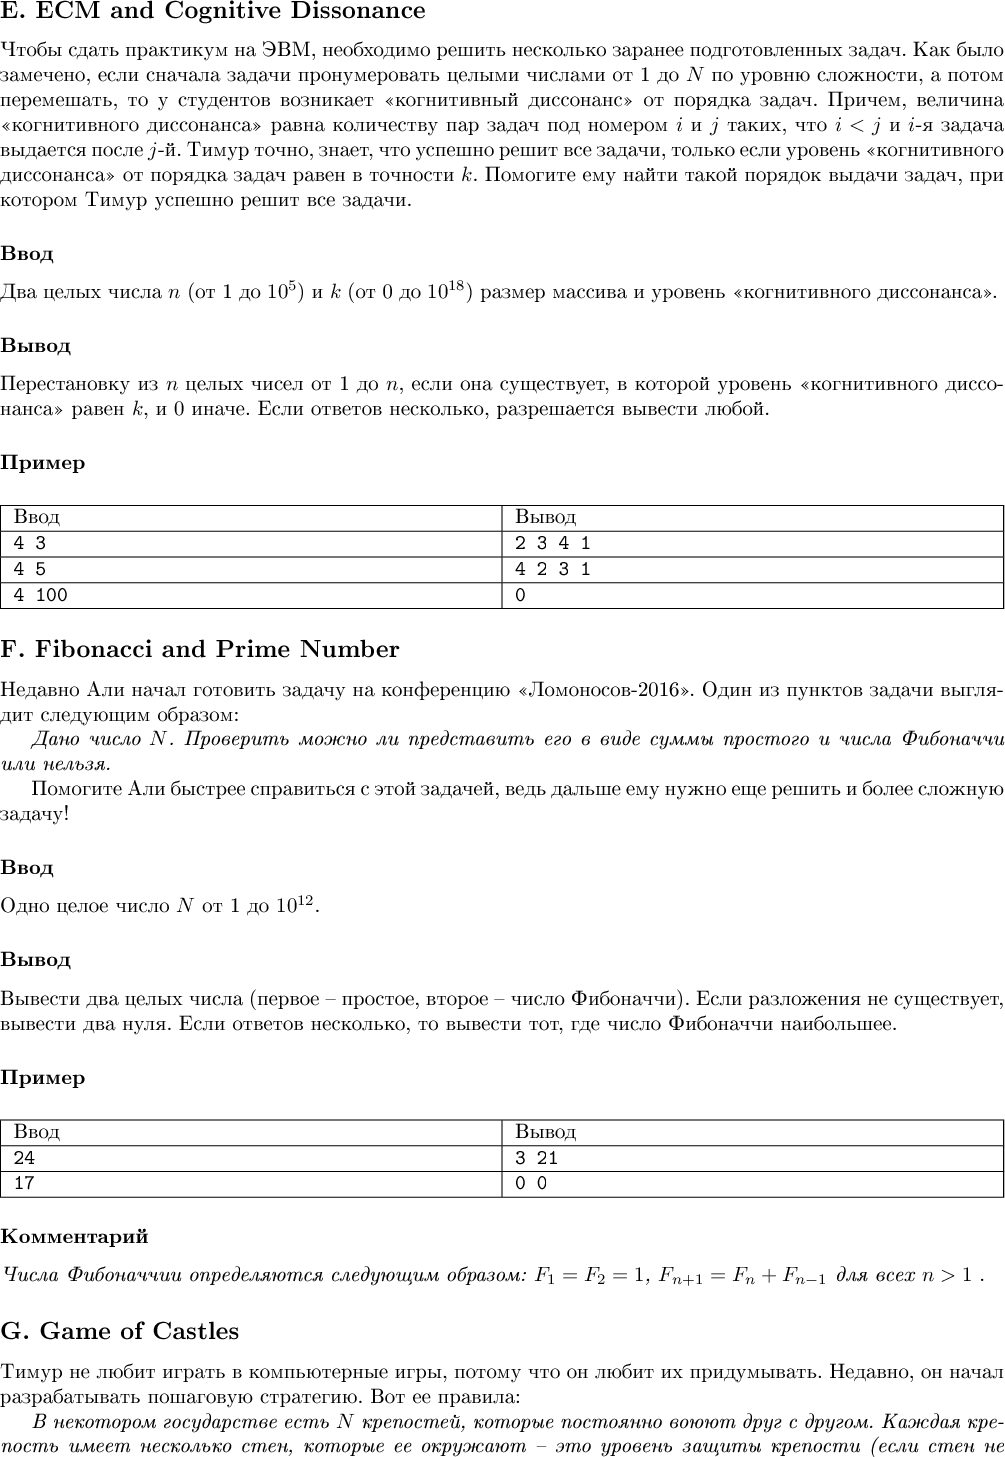 E. ECM and Cognitive Dissonance
Чтобы сдать практикум на ЭВМ, необходимо решить несколько заранее подготовленных задач. Как было
замечено, если сначала задачи пронумеровать целыми числами от 1 до N по уровню сложности, а потом
перемешать, то у студентов возникает «когнитивный диссонанс» от порядка задач. Причем, величина
«когнитивного диссонанса» равна количеству пар задач под номером i и j таких, что i < j и i-я задача
выдается после j-й. Тимур точно, знает, что успешно решит все задачи, только если уровень «когнитивного
диссонанса» от порядка задач равен в точности k. Помогите ему найти такой порядок выдачи задач, при
котором Тимур успешно решит все задачи.
Ввод
Два целых числа n (от 1 до 10^5) и k (от 0 до 10^18) размер массива и уровень «когнитивного диссонанса».
Вывод
Перестановку из n целых чисел от 1 до n, если она существует, в которой уровень «когнитивного диссо-
нанса» равен k, и 0 иначе. Если ответов несколько, разрешается вывести любой.
Пример
Ввод Вывод
4 3 2 3 4 1
4 5 4 2 3 1
4 100 0
F. Fibonacci and Prime Number
Недавно Али начал готовить задачу на конференцию «Ломоносов-2016». Один из пунктов задачи выгля-
дит следующим образом:
Дано число N. Проверить можно ли представить его в виде суммы простого и числа Фибоначчи
или нельзя.
Помогите Али быстрее справиться с этой задачей, ведь дальше ему нужно еще решить и более сложную
задачу!
Ввод
Одно целое число N от 1 до 10^12.
Вывод
Вывести два целых числа (первое – простое, второе – число Фибоначчи). Если разложения не существует,
вывести два нуля. Если ответов несколько, то вывести тот, где число Фибоначчи наибольшее.
Пример
Ввод Вывод
24 3 21
17 0 0
Комментарий
Числа Фибоначчии определяются следующим образом: F₁ = F₂ = 1, Fₙ₊₁ = Fₙ + Fₙ₋₁ для всех n > 1 .
G. Game of Castles
Тимур не любит играть в компьютерные игры, потому что он любит их придумывать. Недавно, он начал
разрабатывать пошаговую стратегию. Вот ее правила:
В некотором государстве есть N крепостей, которые постоянно воюют друг с другом. Каждая кре-
пость имеет несколько стен, которые ее окружают – это уровень защиты крепости (если стен не